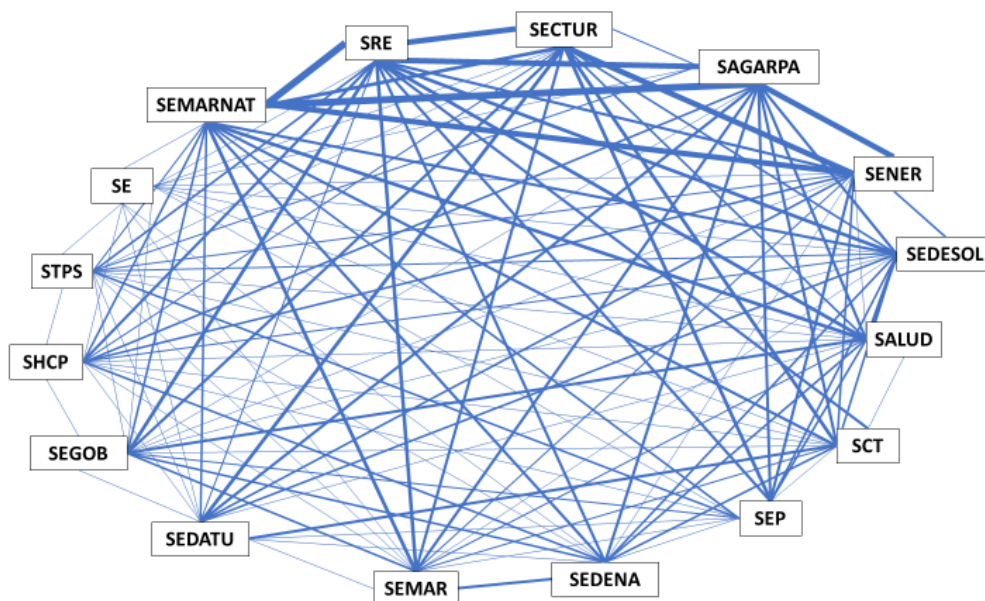 SECTUR
SRE
SAGARPA
SEMARNAT
SENER
SE
SEDESOL
STPS
SALUD
SHCP
SCT
SEGOB
SEP
SEDATU
SEDENA
SEMAR